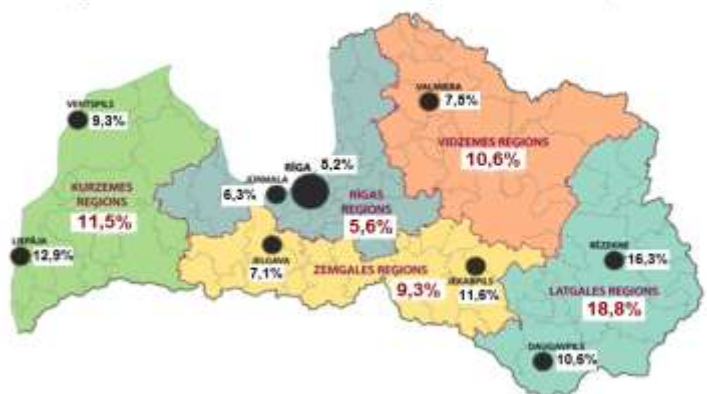 VENTSPILS
9,3%
KURZEMES
REGIONS
11,5%
LIEPĀJA
12,9%
RĪGA
5,2%
JŪRMALA
6,3%
RĪGAS
REGIONS
5,6%
VALMIERA
7,5%
VIDZEMES REGIONS
10,6%
JELGAVA
7,1%
ZEMGALES REGIONS
9,3%
JĒKABPILS
11,6%
RĒZEKNE
16,3%
LATGALES REGIONS
18,8%
DAUGAVPILS
10,6%